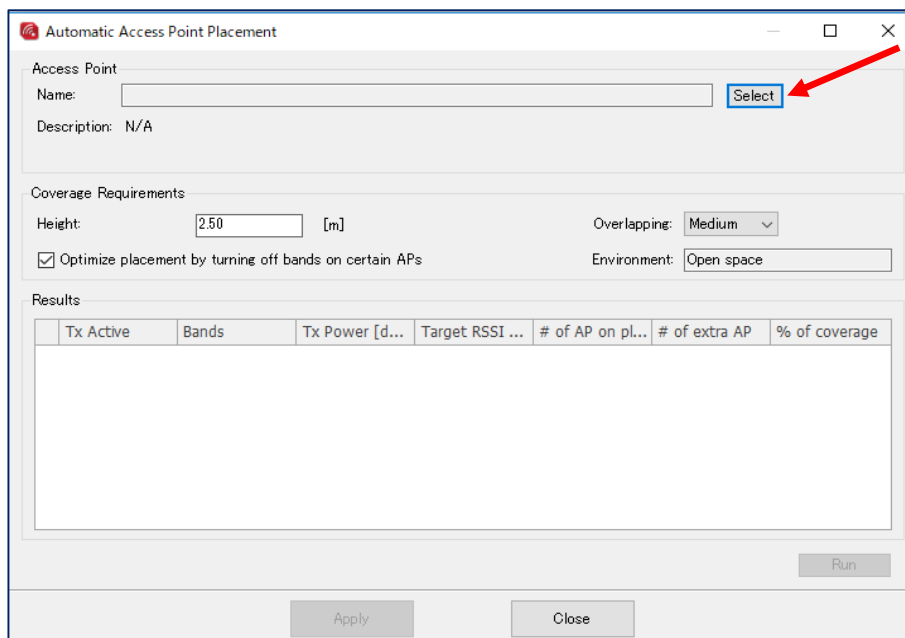 Automatic Access Point Placement
Access Point
Name: Select
Description: N/A
Coverage Requirements
Height: 2.50 [m] Overlapping: Medium
Optimize placement by turning off bands on certain APs Environment: Open space
Results
Tx Active Bands Tx Power [d... Target RSSI ... # of AP on pl... # of extra AP % of coverage
Run
Apply Close